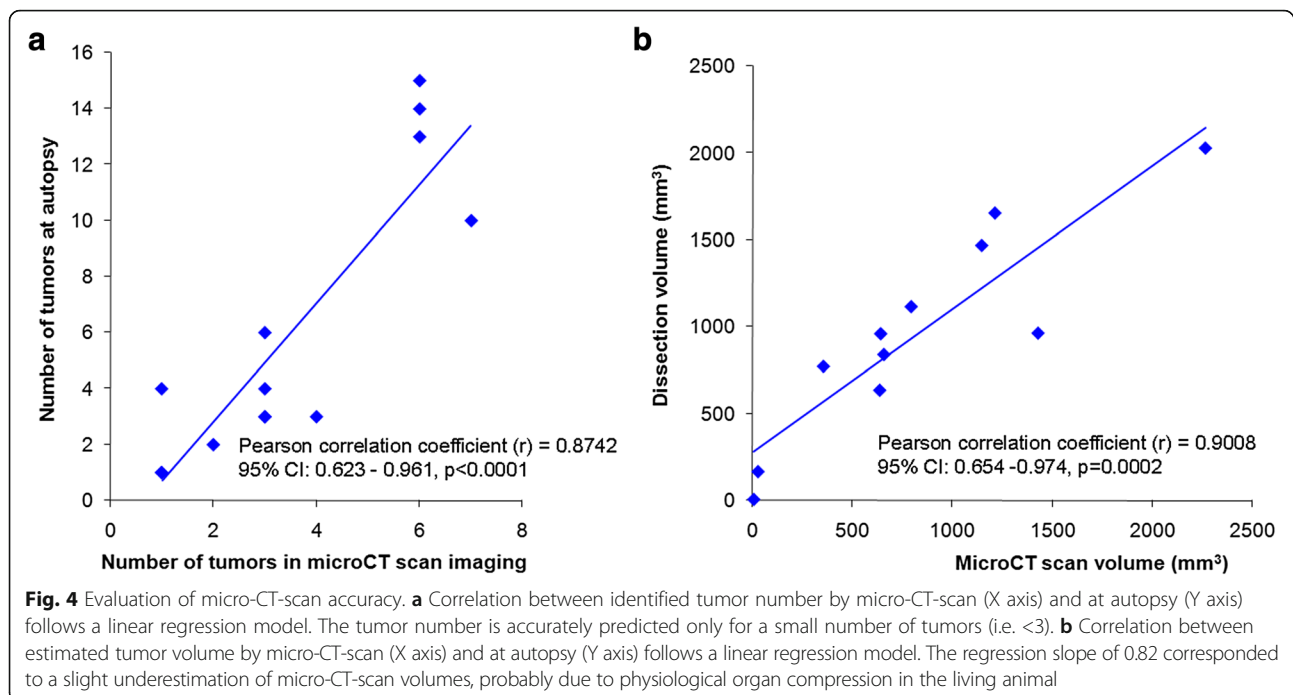 a
16
14
12
10
8
6
4
2
0
0 2 4 6 8
Number of tumors at autopsy
Number of tumors in microCT scan imaging
Pearson correlation coefficient (r) = 0.8742
95% CI: 0.623 - 0.961, p<0.0001
b
2500
2000
1500
1000
500
0
0 500 1000 1500 2000 2500
Dissection volume (mm³)
MicroCT scan volume (mm³)
Pearson correlation coefficient (r) = 0.9008
95% CI: 0.654 -0.974, p=0.0002
Fig. 4 Evaluation of micro-CT-scan accuracy. a Correlation between identified tumor number by micro-CT-scan (X axis) and at autopsy (Y axis)
follows a linear regression model. The tumor number is accurately predicted only for a small number of tumors (i.e. <3). b Correlation between
estimated tumor volume by micro-CT-scan (X axis) and at autopsy (Y axis) follows a linear regression model. The regression slope of 0.82 corresponded
to a slight underestimation of micro-CT-scan volumes, probably due to physiological organ compression in the living animal